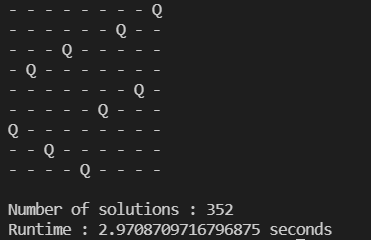 - - - - - - - - Q
- - - - - - Q - -
- - - Q - - - - -
- Q - - - - - - -
- - - - - - - Q -
- - - - - Q - - -
Q - - - - - - - -
- - Q - - - - - -
- - - - Q - - - -
Number of solutions : 352
Runtime : 2.9708709716796875 seconds